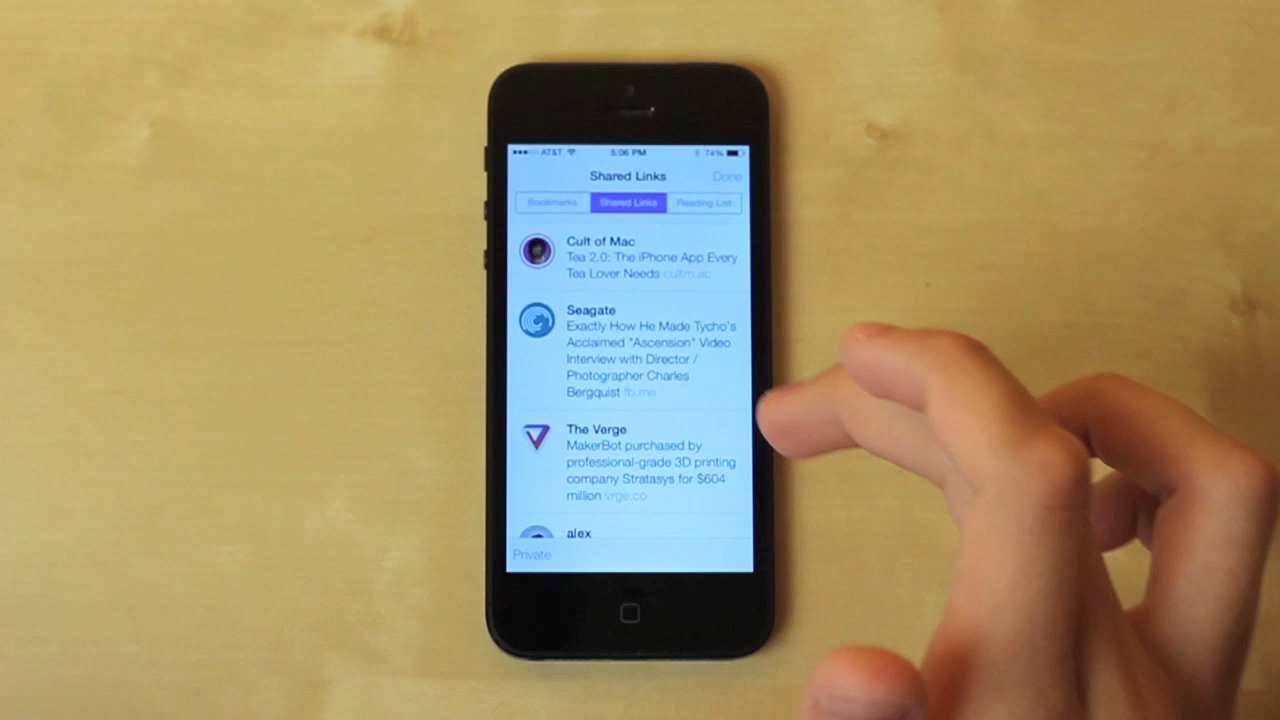 AT&T 5:06 PM 74%
Shared Links Done
Bookmarks Shared Links Reading List
Cult of Mac
Tea 2.0: The iPhone App Every
Tea Lover Needs cultm.ac
Seagate
Exactly How He Made Tycho's
Acclaimed "Ascension" Video
Interview with Director /
Photographer Charles
Bergquist fb.me
The Verge
MakerBot purchased by
professional-grade 3D printing
company Stratasys for $604
million vrge.co
alex
Private